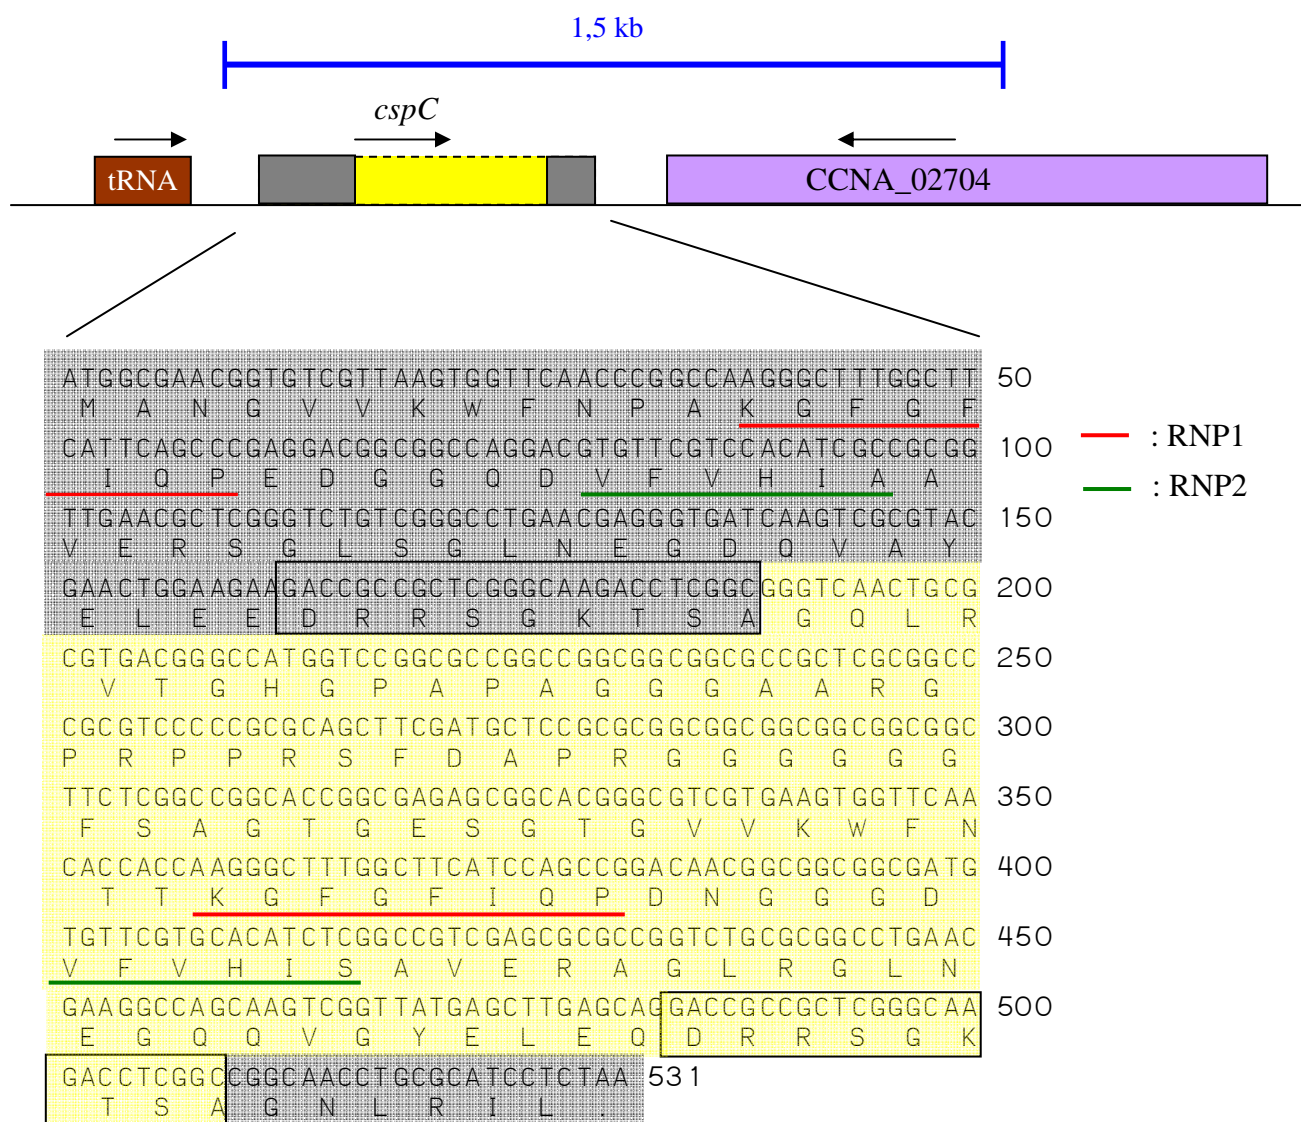 1,5 kb
cspC
tRNA
CCNA_02704
ATGGCGAACGGTGTCGTTAAGTGGTTCAACCCGGCCAAGGGCTTTGGCTT 50
M A N G V V K W F N P A K G F G F
CATTCAGCCCGAGGACGGCGGCCAGGACGTGTTCGTCCACATCGCCGCGG 100
I Q P E D G G Q D V F V H I A A
: RNP1
: RNP2
TTGAACGCTCGGGTCTGTCGGGCCTGAACGAGGGTGATCAAGTCGCGTAC 150
V E R S G L S G L N E G D Q V A Y
GAACTGGAAGAAGACCGCCGCTCGGGCAAGACCTCGGCGGGTCAACTGCG 200
E L E E D R R S G K T S A G Q L R
CGTGACGGGCCATGGTCCGGCGCCGGCCGGCGGCGGCGCCGCTCGCGGCC 250
V T G H G P A P A G G G A A R G
CGCGTCCCCCGCGCAGCTTCGATGCTCCGCGCGGCGGCGGCGGCGGCGGC 300
P R P P R S F D A P R G G G G G G
TTCTCGGCCGGCACCGGCGAGAGCGGCACGGGCGTCGTGAAGTGGTTCAA 350
F S A G T G E S G T G V V K W F N
CACCACCAAGGGCTTTGGCTTCATCCAGCCGGACAACGGCGGCGGCGATG 400
T T K G F G F I Q P D N G G G D
TGTTCGTGCACATCTCGGCCGTCGAGCGCGCCGGTCTGCGCGGCCTGAAC 450
V F V H I S A V E R A G L R G L N
GAAGGCCAGCAAGTCGGTTATGAGCTTGAGCAGGACCGCCGCTCGGGCAA 500
E G Q Q V G Y E L E Q D R R S G K
GACCTCGGCCGGCAACCTGCGCATCCTCTAA 531
T S A G N L R I L .